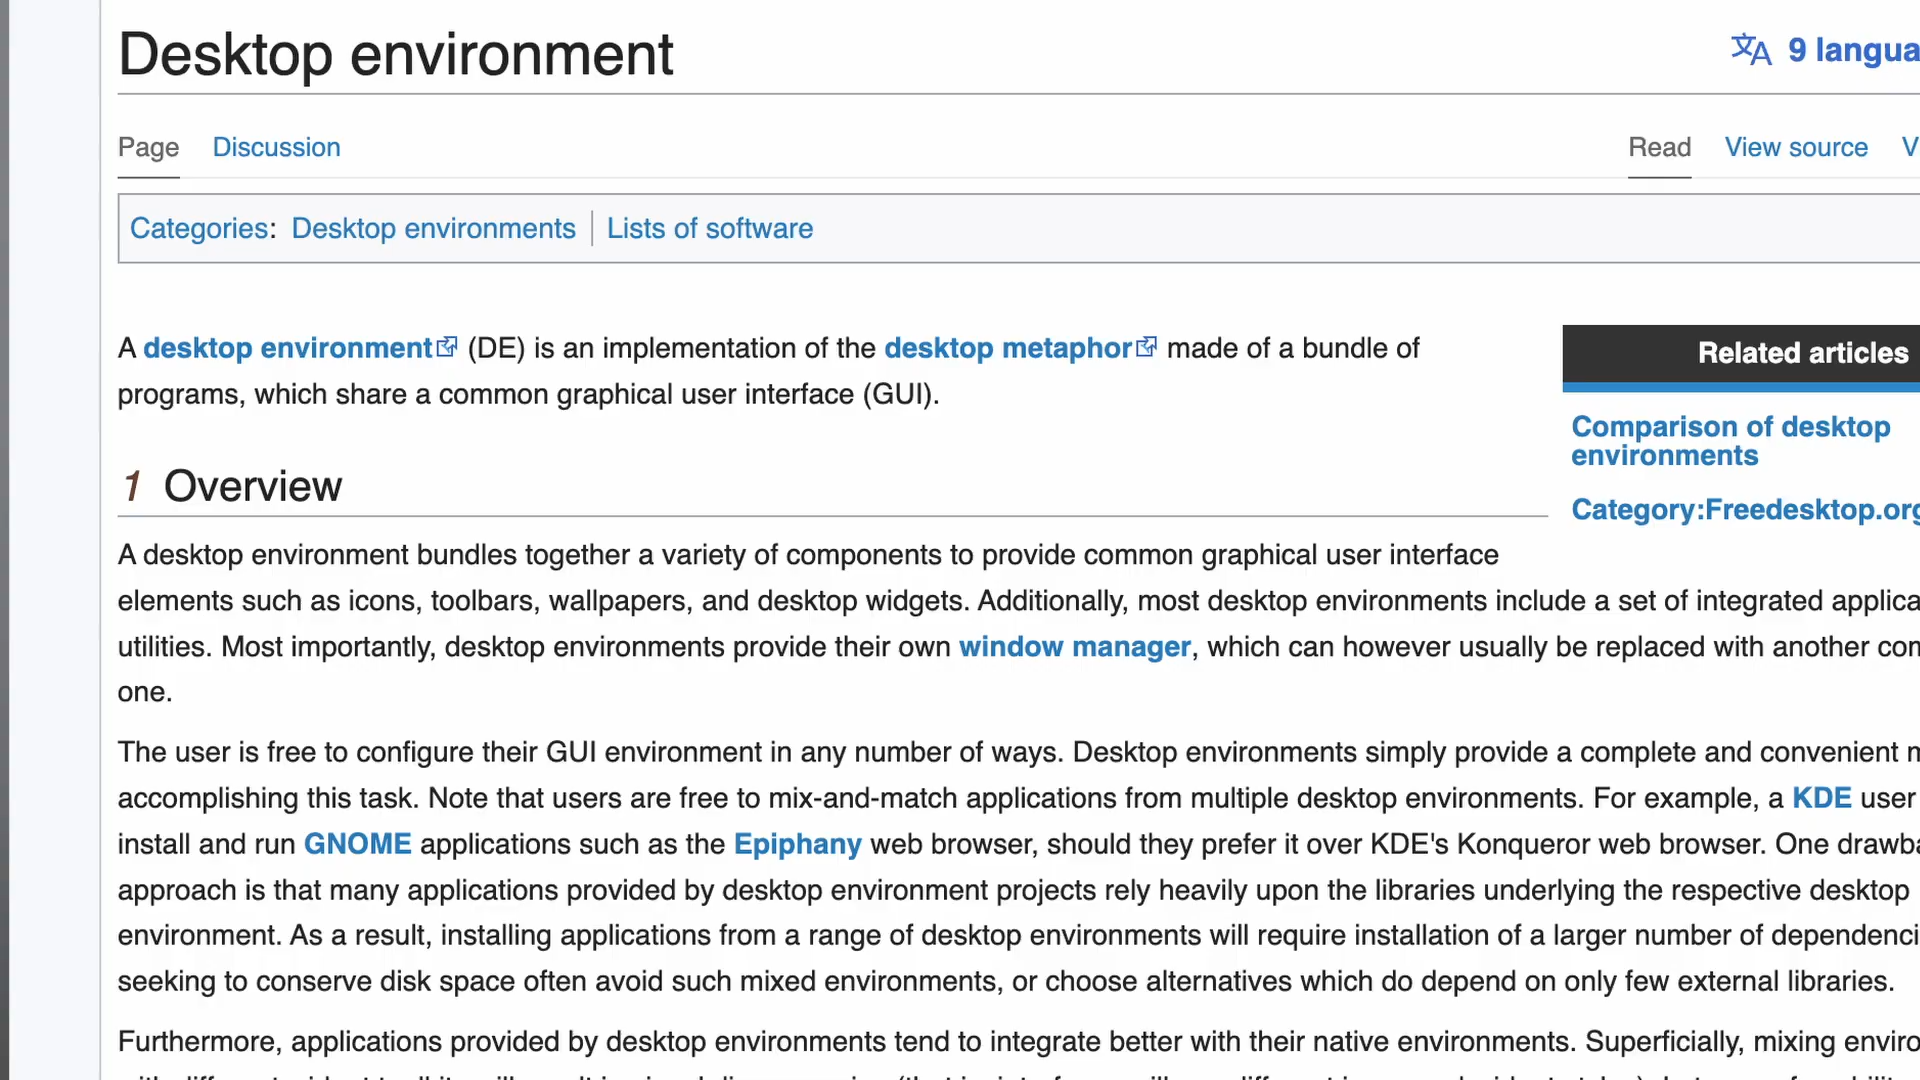 Desktop environment
9 langua
Page Discussion Read View source V
Categories: Desktop environments | Lists of software
A desktop environment (DE) is an implementation of the desktop metaphor made of a bundle of
programs, which share a common graphical user interface (GUI).
Related articles
Comparison of desktop
environments
Category:Freedesktop.org
1 Overview
A desktop environment bundles together a variety of components to provide common graphical user interface
elements such as icons, toolbars, wallpapers, and desktop widgets. Additionally, most desktop environments include a set of integrated applica
utilities. Most importantly, desktop environments provide their own window manager, which can however usually be replaced with another com
one.
The user is free to configure their GUI environment in any number of ways. Desktop environments simply provide a complete and convenient m
accomplishing this task. Note that users are free to mix-and-match applications from multiple desktop environments. For example, a KDE user
install and run GNOME applications such as the Epiphany web browser, should they prefer it over KDE's Konqueror web browser. One drawba
approach is that many applications provided by desktop environment projects rely heavily upon the libraries underlying the respective desktop
environment. As a result, installing applications from a range of desktop environments will require installation of a larger number of dependenci
seeking to conserve disk space often avoid such mixed environments, or choose alternatives which do depend on only few external libraries.
Furthermore, applications provided by desktop environments tend to integrate better with their native environments. Superficially, mixing enviro